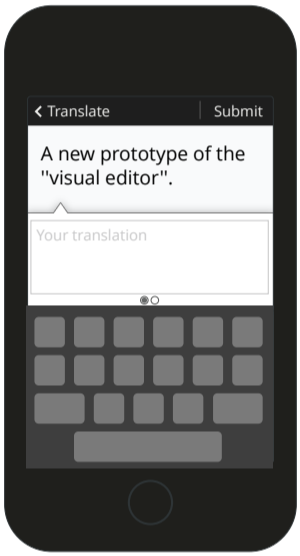 Translate
Submit
A new prototype of the
"visual editor".
Your translation